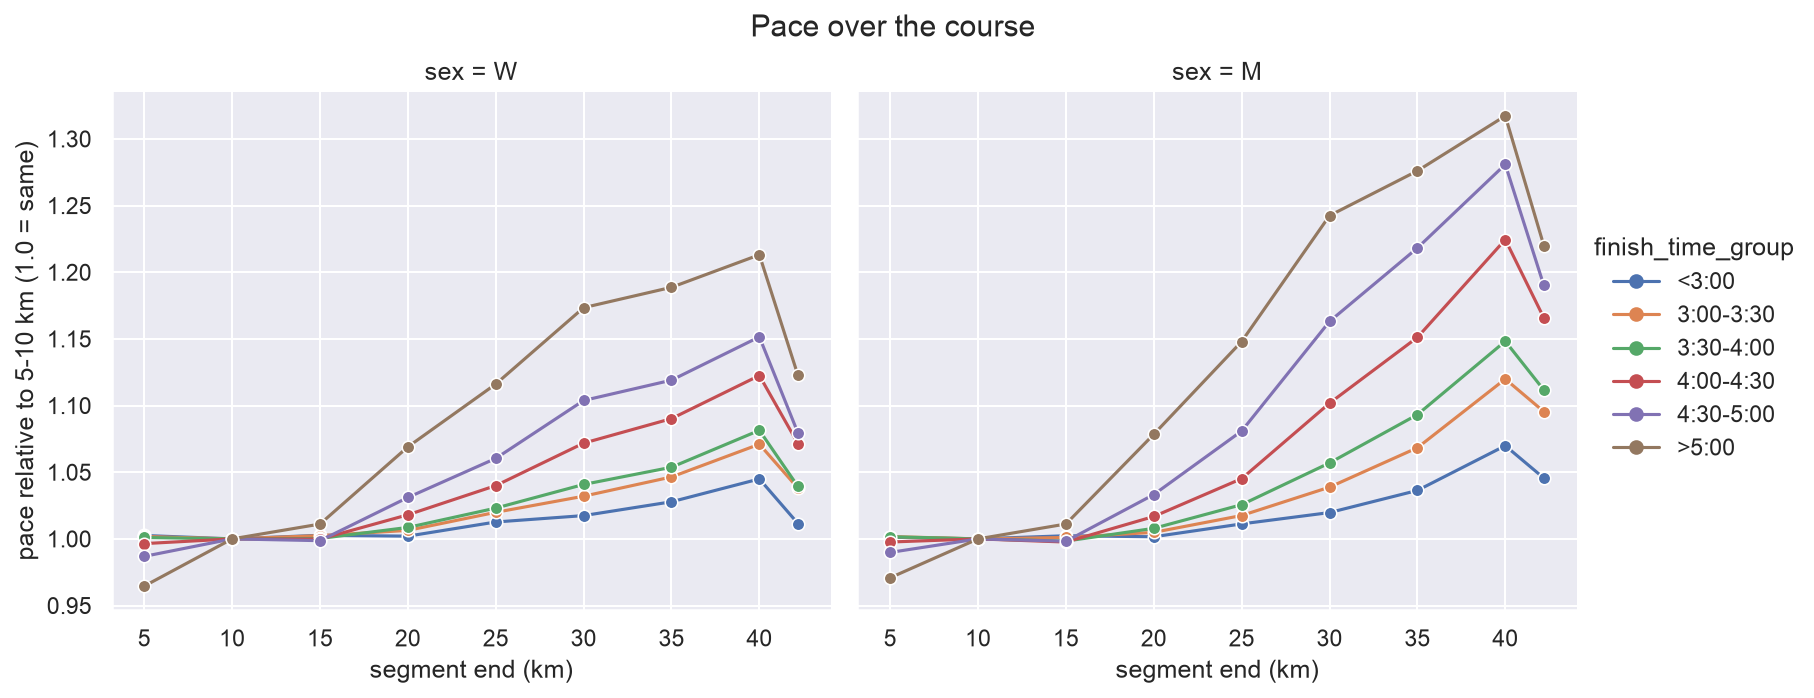 Pace over the course
sex = W
sex = M
pace relative to 5-10 km (1.0 = same)
1.30
1.25
1.20
1.15
1.10
1.05
1.00
0.95
5 10 15 20 25 30 35 40
segment end (km)
5 10 15 20 25 30 35 40
segment end (km)
finish_time_group
<3:00
3:00-3:30
3:30-4:00
4:00-4:30
4:30-5:00
>5:00